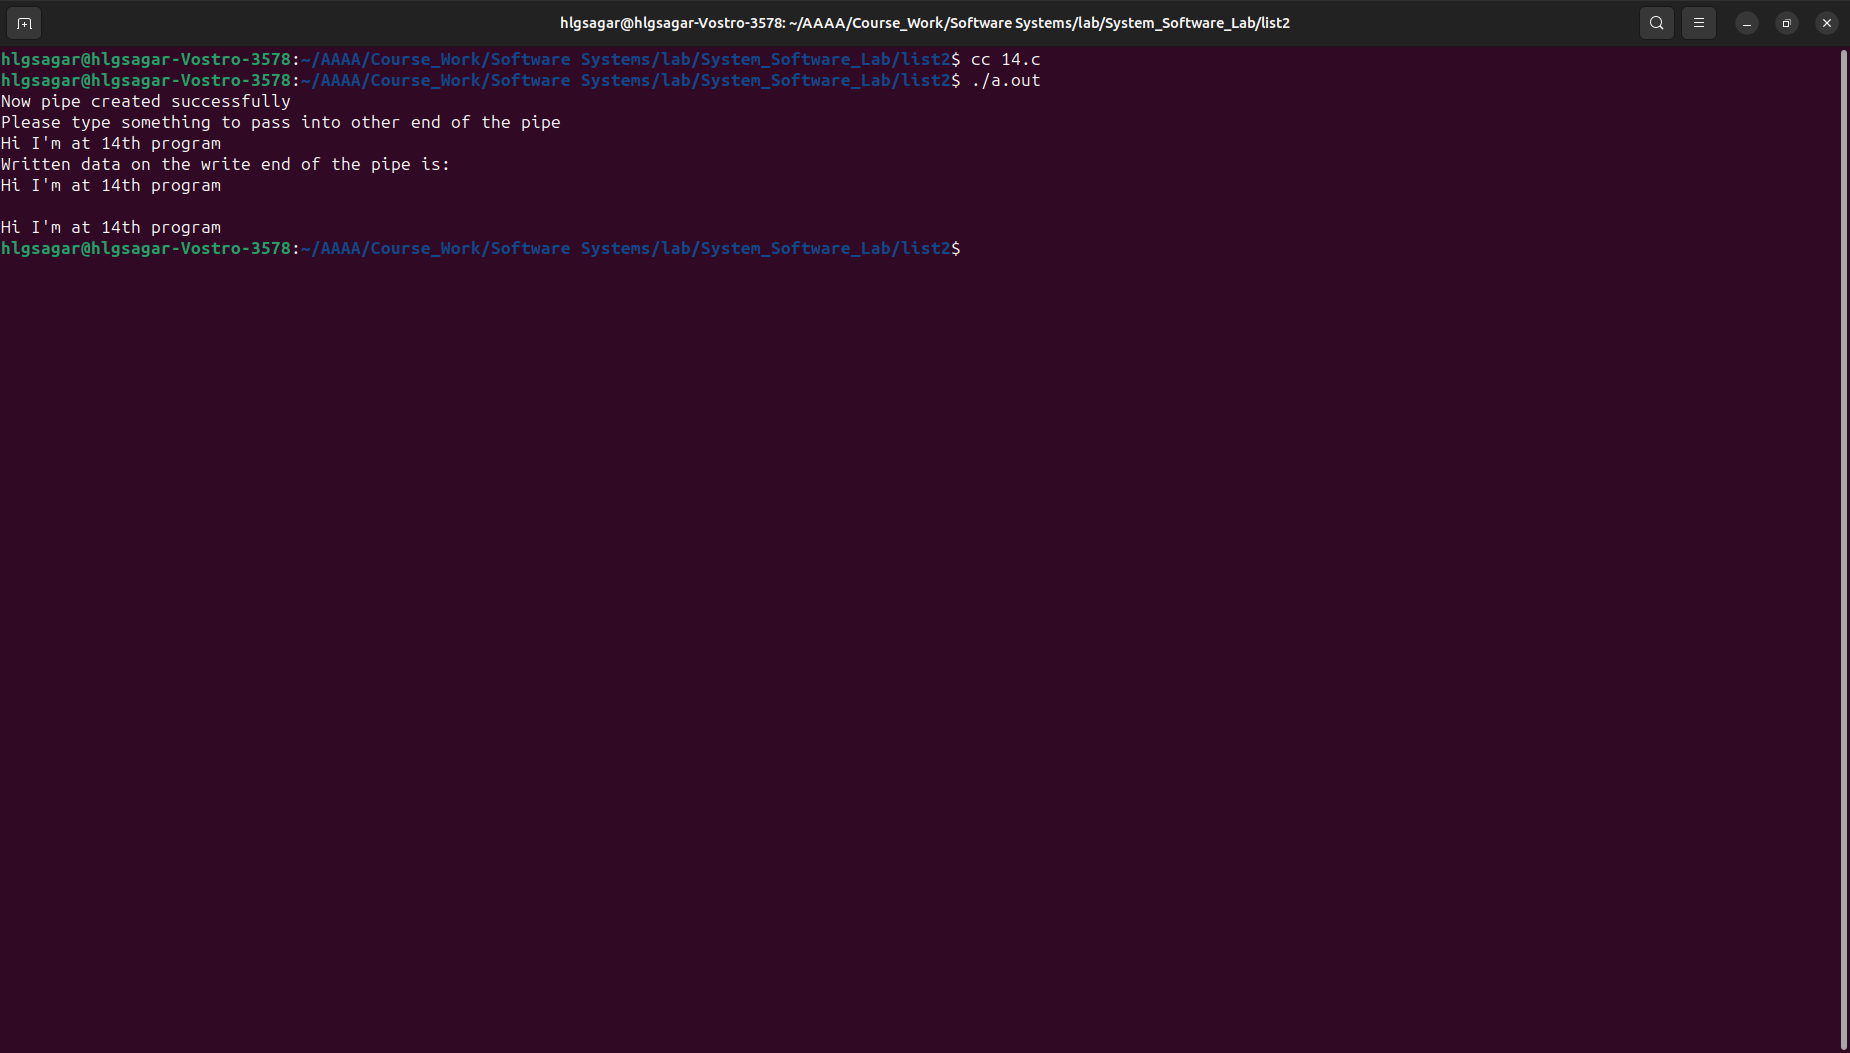 hlgsagar@hlgsagar-Vostro-3578: ~/AAAA/Course_Work/Software Systems/lab/System_Software_Lab/list2
hlgsagar@hlgsagar-Vostro-3578:~/AAAA/Course_Work/Software Systems/lab/System_Software_Lab/list2$ cc 14.c
hlgsagar@hlgsagar-Vostro-3578:~/AAAA/Course_Work/Software Systems/lab/System_Software_Lab/list2$ ./a.out
Now pipe created successfully
Please type something to pass into other end of the pipe
Hi I'm at 14th program
Written data on the write end of the pipe is:
Hi I'm at 14th program
Hi I'm at 14th program
hlgsagar@hlgsagar-Vostro-3578:~/AAAA/Course_Work/Software Systems/lab/System_Software_Lab/list2$